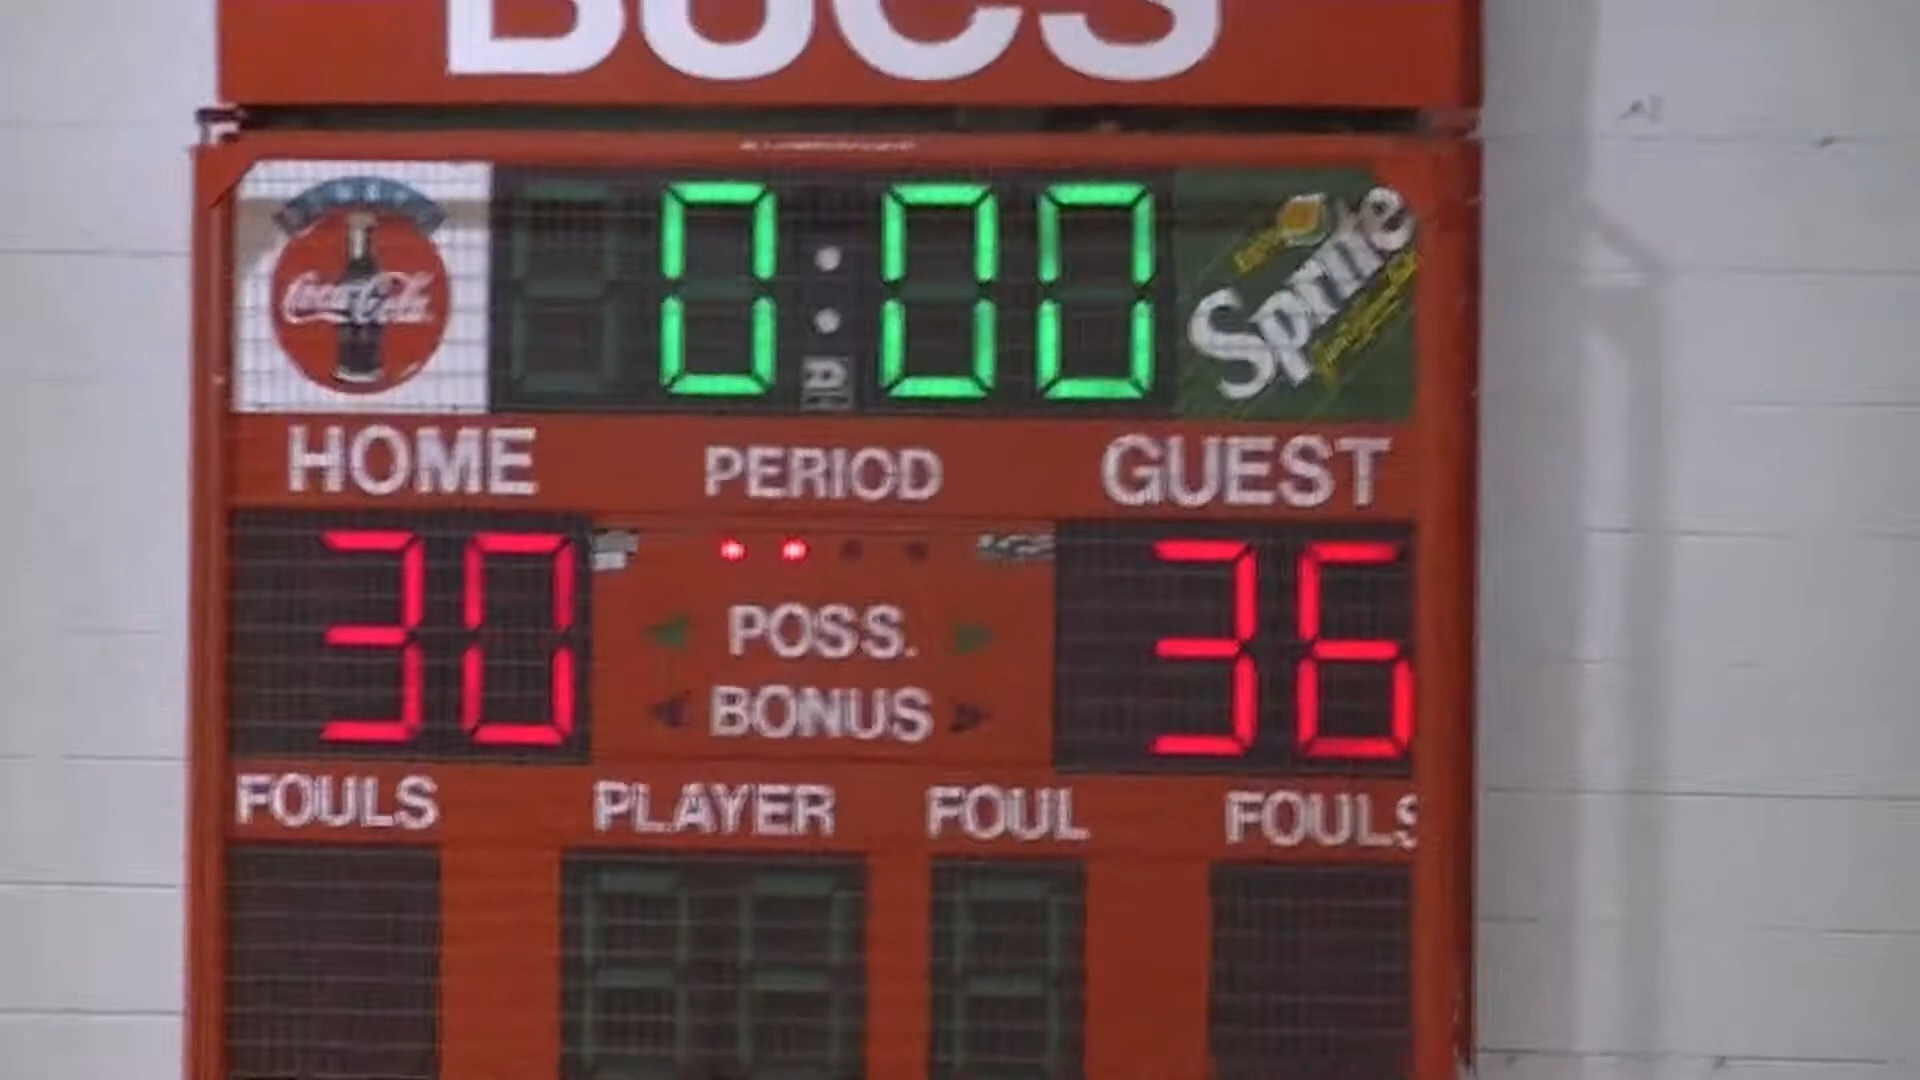 BUCS
Coca-Cola
0:00
Sprite
HOME PERIOD GUEST
30 36
POSS.
BONUS
FOULS PLAYER FOUL FOULS